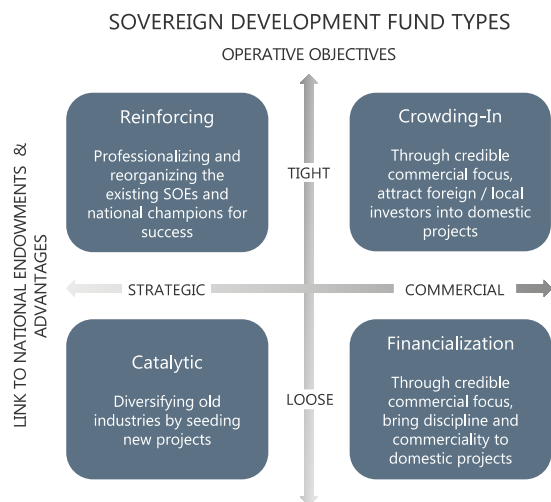 SOVEREIGN DEVELOPMENT FUND TYPES
OPERATIVE OBJECTIVES
LINK TO NATIONAL ENDOWMENTS &
ADVANTAGES
Reinforcing
Professionalizing and
reorganizing the
existing SOEs and
national champions for
success
TIGHT
Crowding-In
Through credible
commercial focus,
attract foreign / local
investors into domestic
projects
STRATEGIC
COMMERCIAL
Catalytic
Diversifying old
industries by seeding
new projects
LOOSE
Financialization
Through credible
commercial focus,
bring discipline and
commerciality to
domestic projects